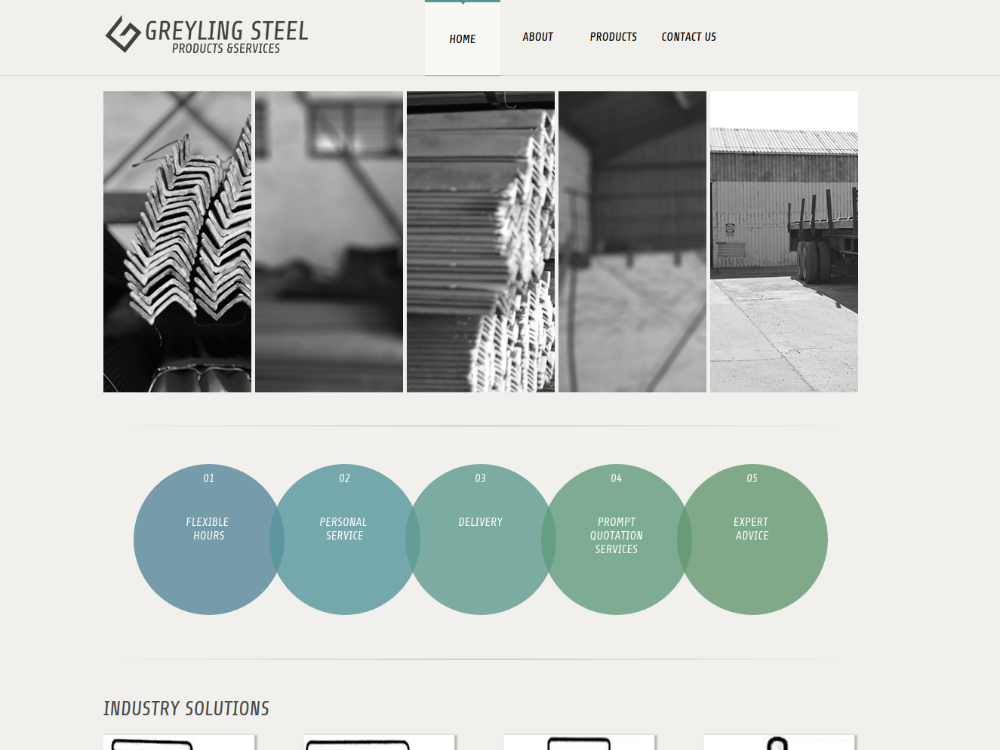 GREYLING STEEL
PRODUCTS &SERVICES
HOME
ABOUT
PRODUCTS
CONTACT US
01
FLEXIBLE
HOURS
02
PERSONAL
SERVICE
03
DELIVERY
04
PROMPT
QUOTATION
SERVICES
05
EXPERT
ADVICE
INDUSTRY SOLUTIONS